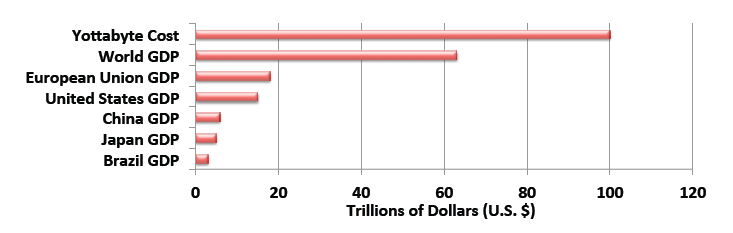 Yottabyte Cost
World GDP
European Union GDP
United States GDP
China GDP
Japan GDP
Brazil GDP
0 20 40 60 80 100 120
Trillions of Dollars (U.S. $)